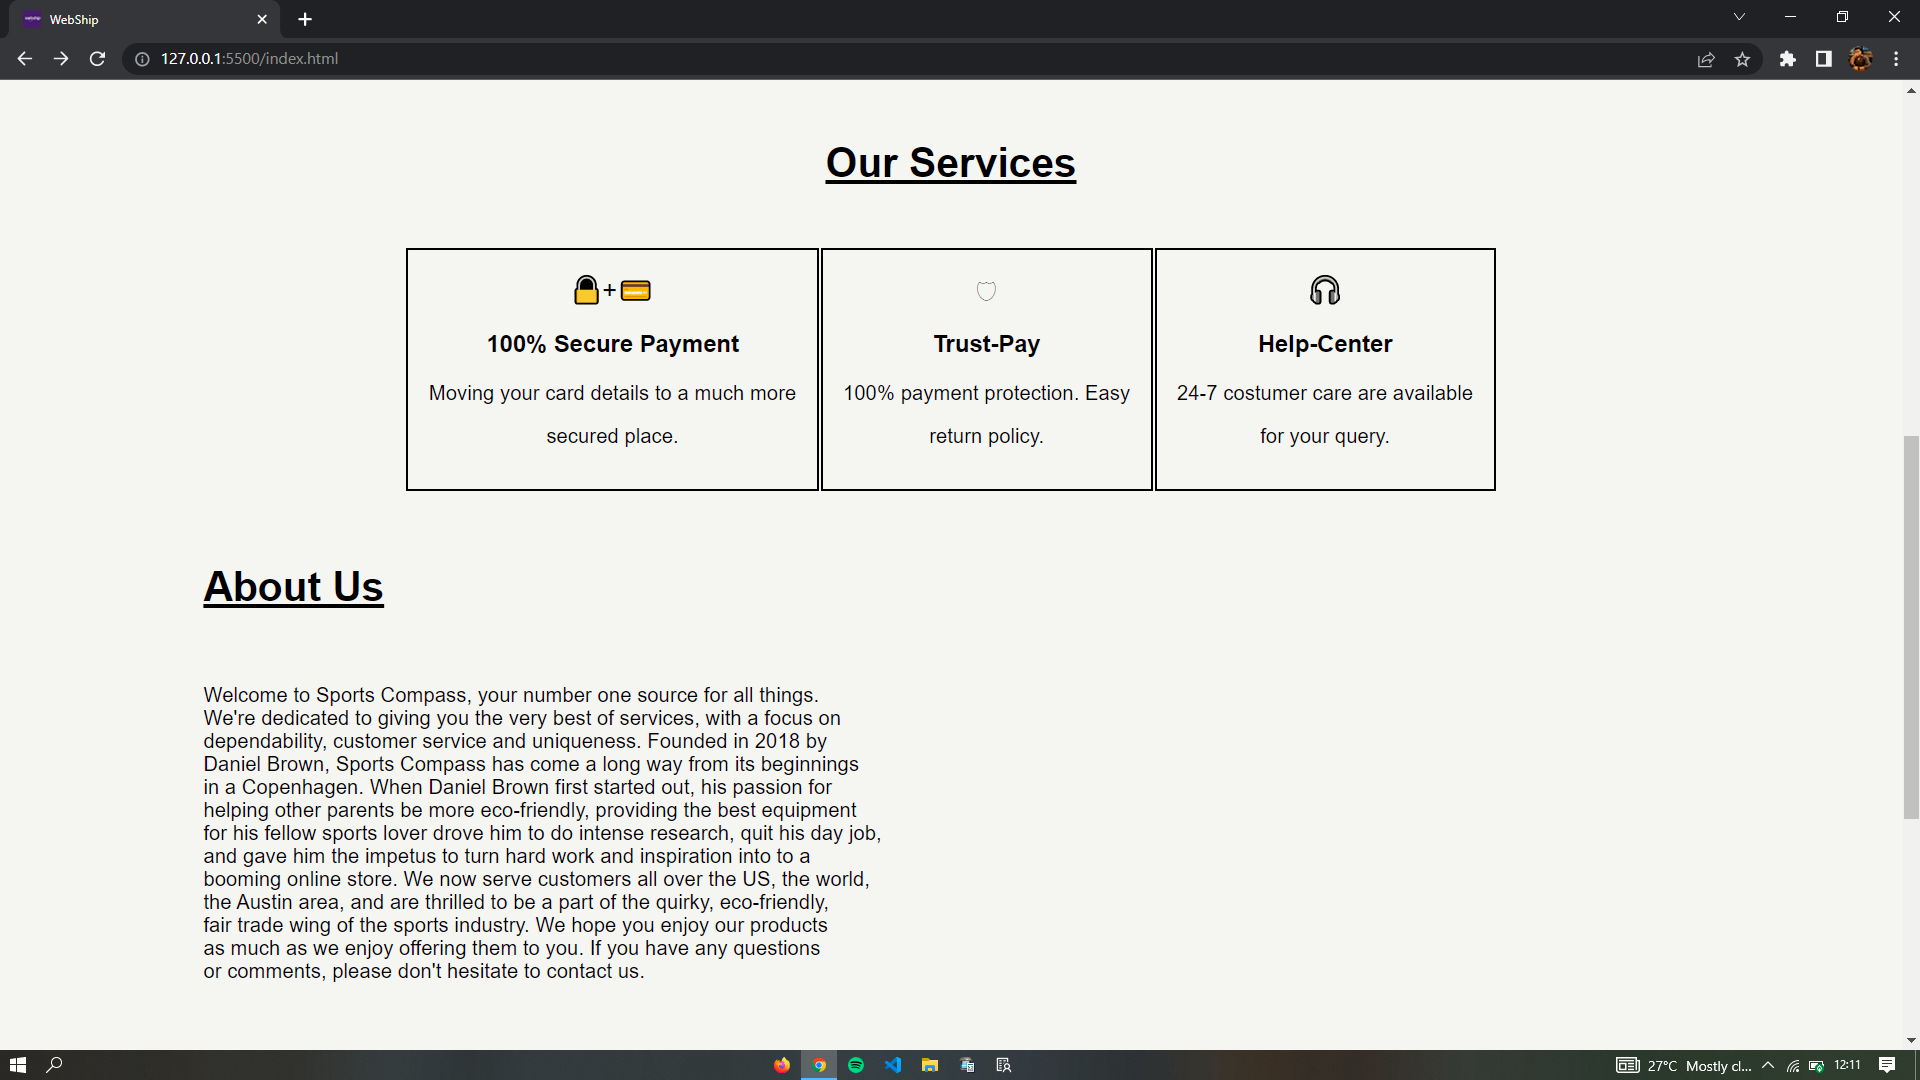 WebShip
127.0.0.1:5500/index.html
Our Services
+
100% Secure Payment
Moving your card details to a much more
secured place.
Trust-Pay
100% payment protection. Easy
return policy.
Help-Center
24-7 costumer care are available
for your query.
About Us
Welcome to Sports Compass, your number one source for all things.
We're dedicated to giving you the very best of services, with a focus on
dependability, customer service and uniqueness. Founded in 2018 by
Daniel Brown, Sports Compass has come a long way from its beginnings
in a Copenhagen. When Daniel Brown first started out, his passion for
helping other parents be more eco-friendly, providing the best equipment
for his fellow sports lover drove him to do intense research, quit his day job,
and gave him the impetus to turn hard work and inspiration into to a
booming online store. We now serve customers all over the US, the world,
the Austin area, and are thrilled to be a part of the quirky, eco-friendly,
fair trade wing of the sports industry. We hope you enjoy our products
as much as we enjoy offering them to you. If you have any questions
or comments, please don't hesitate to contact us.
27°C Mostly cl... 12:11